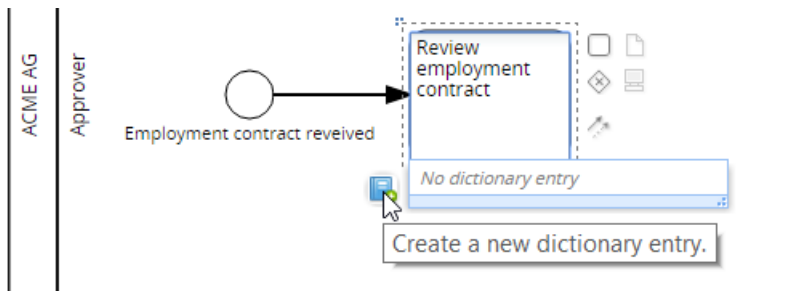 ACME AG
Approver
Employment contract reveived
Review
employment
contract
No dictionary entry
Create a new dictionary entry.